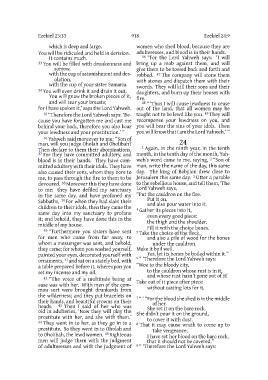 Ezekiel 23:33
918
Ezekiel 24:9
which is deep and large.
You will be ridiculed and held in derision.
It contains much.
33 You will be filled with drunkenness and
sorrow,
with the cup of astonishment and des-
olation,
with the cup of your sister Samaria.
34 You will even drink it and drain it out.
You will gnaw the broken pieces of it,
and will tear your breasts;
for I have spoken it,' says the Lord Yahweh.
35 "Therefore the Lord Yahweh says: 'Be-
cause you have forgotten me and cast me
behind your back, therefore you also bear
your lewdness and your prostitution.'"
36 Yahweh said moreover to me: "Son of
man, will you judge Oholah and Oholibah?
Then declare to them their abominations.
37 For they have committed adultery, and
blood is in their hands. They have com-
mitted adultery with their idols. They have
also caused their sons, whom they bore to
me, to pass through the fire to them to be
devoured. 38 Moreover this they have done
to me: they have defiled my sanctuary
in the same day, and have profaned my
Sabbaths. 39 For when they had slain their
children to their idols, then they came the
same day into my sanctuary to profane
it; and behold, they have done this in the
middle of my house.
40 "Furthermore you sisters have sent
for men who come from far away, to
whom a messenger was sent, and behold,
they came; for whom you washed yourself,
painted your eyes, decorated yourself with
ornaments, 41 and sat on a stately bed, with
a table prepared before it, where you set
my incense and my oil.
42 "The voice of a multitude being at
ease was with her. With men of the com-
mon sort were brought drunkards from
the wilderness; and they put bracelets on
their hands, and beautiful crowns on their
heads. 43 Then I said of her who was
old in adulteries, 'Now they will play the
prostitute with her, and she with them.'
44 They went in to her, as they go in to a
prostitute. So they went in to Oholah and
to Oholibah, the lewd women. 45 Righteous
men will judge them with the judgment
of adulteresses and with the judgment of
women who shed blood, because they are
adulteresses, and blood is in their hands.
46 "For the Lord Yahweh says: 'I will
bring up a mob against them, and will
give them to be tossed back and forth and
robbed. 47 The company will stone them
with stones and dispatch them with their
swords. They will kill their sons and their
daughters, and burn up their houses with
fire.
48 "'Thus I will cause lewdness to cease
out of the land, that all women may be
taught not to be lewd like you. 49 They will
recompense your lewdness on you, and
you will bear the sins of your idols. Then
you will know that I am the Lord Yahweh.'"
24
1 Again, in the ninth year, in the tenth
month, in the tenth day of the month, Yah-
weh's word came to me, saying, 2 "Son of
man, write the name of the day, this same
day. The king of Babylon drew close to
Jerusalem this same day. 3 Utter a parable
to the rebellious house, and tell them, 'The
Lord Yahweh says,
"Put the cauldron on the fire.
Put it on,
and also pour water into it.
4 Gather its pieces into it,
even every good piece:
the thigh and the shoulder.
Fill it with the choice bones.
5 Take the choice of the flock,
and also a pile of wood for the bones
under the cauldron.
Make it boil well.
Yes, let its bones be boiled within it."
6 "'Therefore the Lord Yahweh says:
"Woe to the bloody city,
to the cauldron whose rust is in it,
and whose rust hasn't gone out of it!
Take out of it piece after piece
without casting lots for it.
7 "'"For the blood she shed is in the middle
of her.
She set it on the bare rock.
She didn't pour it on the ground,
to cover it with dust.
8 That it may cause wrath to come up to
take vengeance,
I have set her blood on the bare rock,
that it should not be covered."
9 "'Therefore the Lord Yahweh says: